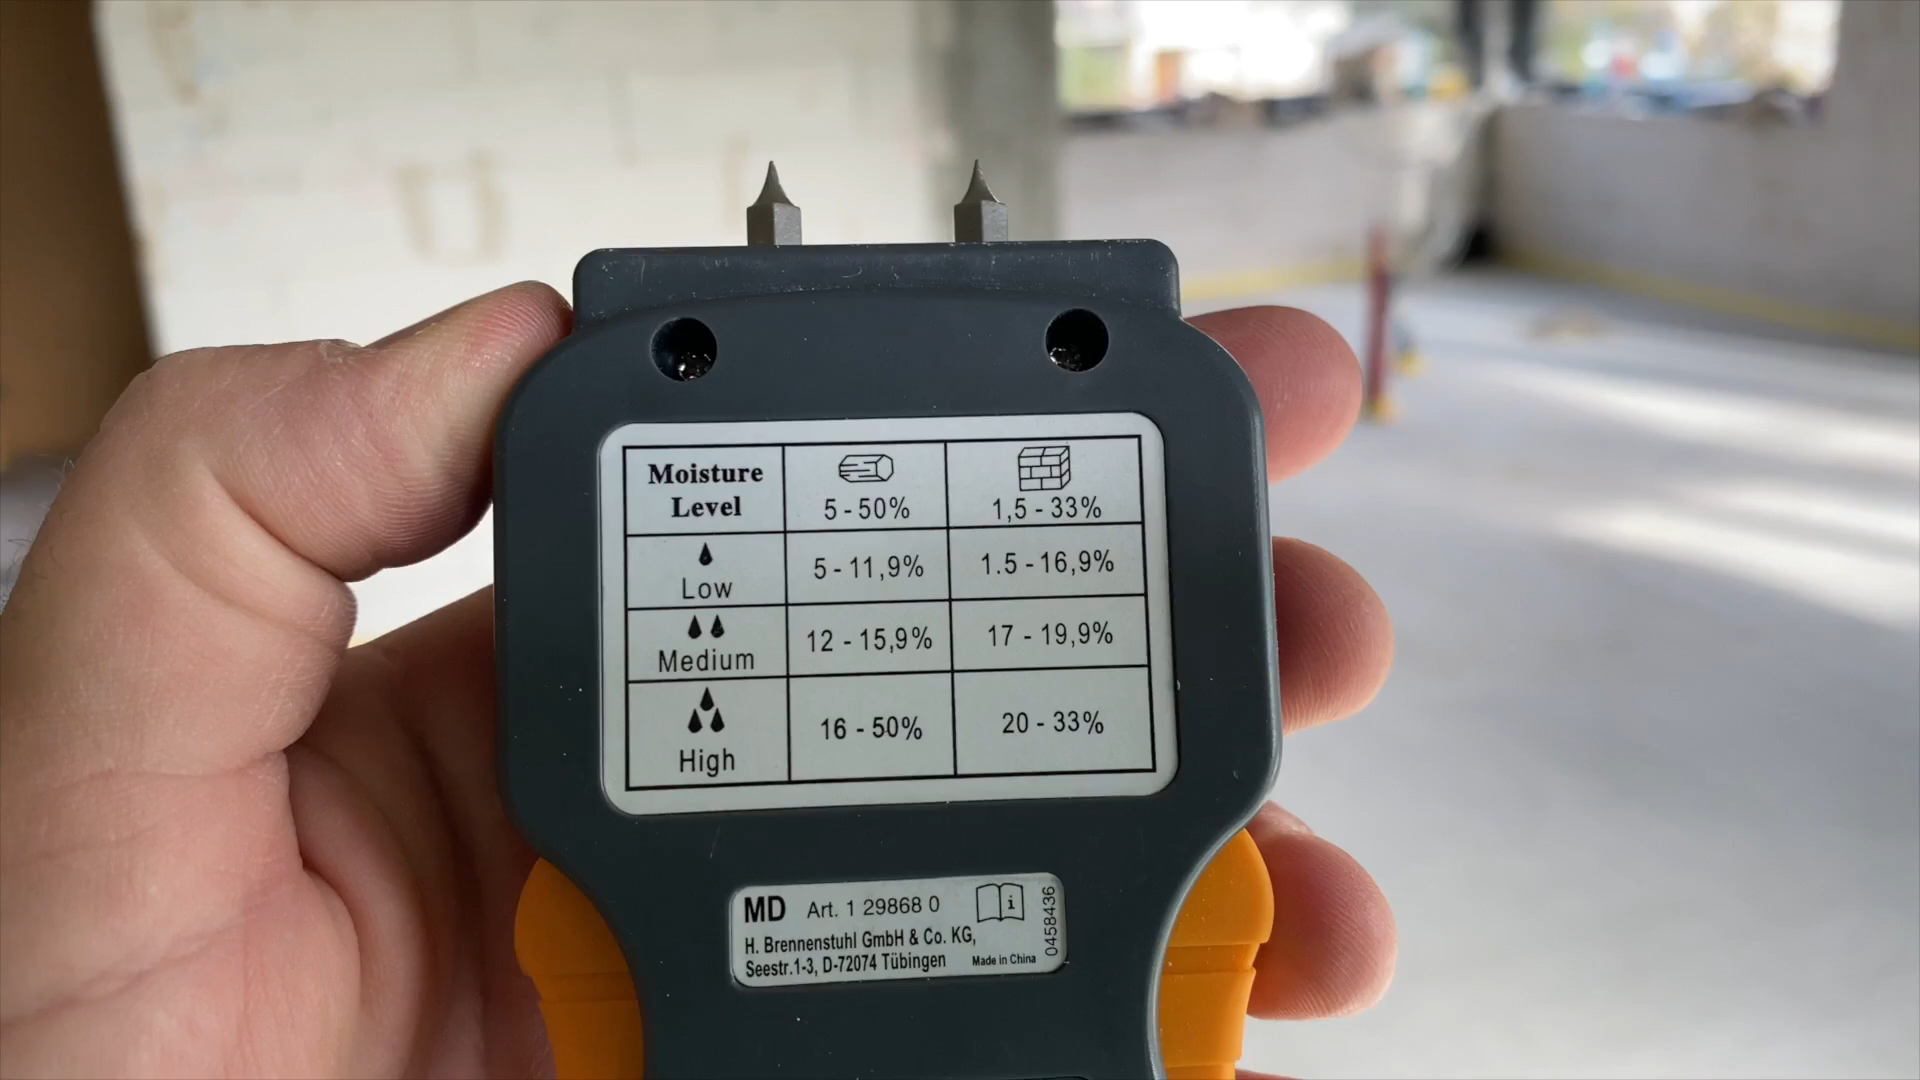 Moisture Level 5 - 50% 1,5 - 33%
Low 5 - 11,9% 1.5 - 16,9%
Medium 12 - 15,9% 17 - 19,9%
High 16 - 50% 20 - 33%
MD Art. 1 29868 0 i
H. Brennenstuhl GmbH & Co. KG,
Seestr.1-3, D-72074 Tübingen Made in China
0458436